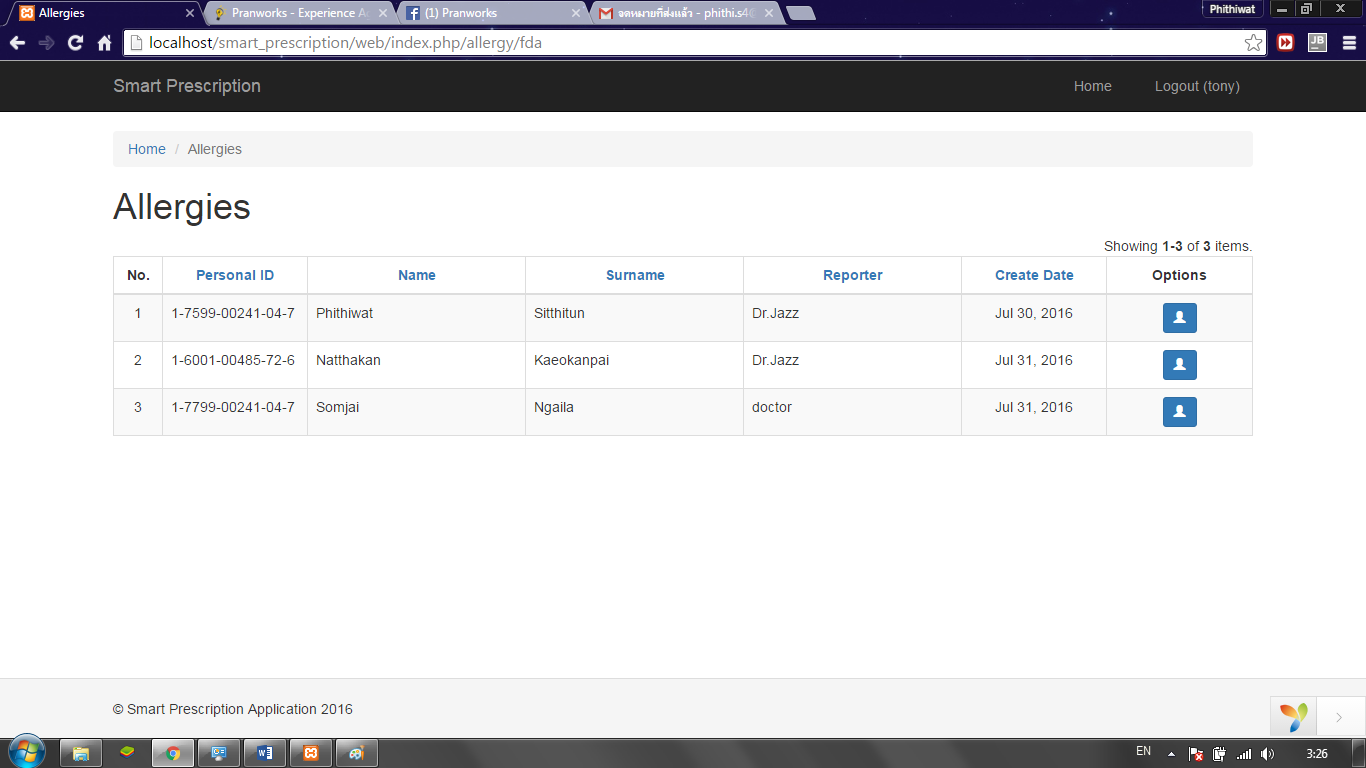 Allergies
Pranworks - Experience A
(1) Pranworks
จดหมายที่ส่งแล้ว - phithi.s4
Phithiwat
localhost/smart_prescription/web/index.php/allergy/fda
JB
Smart Prescription Home Logout (tony)
Home / Allergies
Allergies
Showing 1-3 of 3 items.
No. Personal ID Name Surname Reporter Create Date Options
1 1-7599-00241-04-7 Phithiwat Sitthitun Dr.Jazz Jul 30, 2016
2 1-6001-00485-72-6 Natthakan Kaeokanpai Dr.Jazz Jul 31, 2016
3 1-7799-00241-04-7 Somjai Ngaila doctor Jul 31, 2016
© Smart Prescription Application 2016
EN 3:26